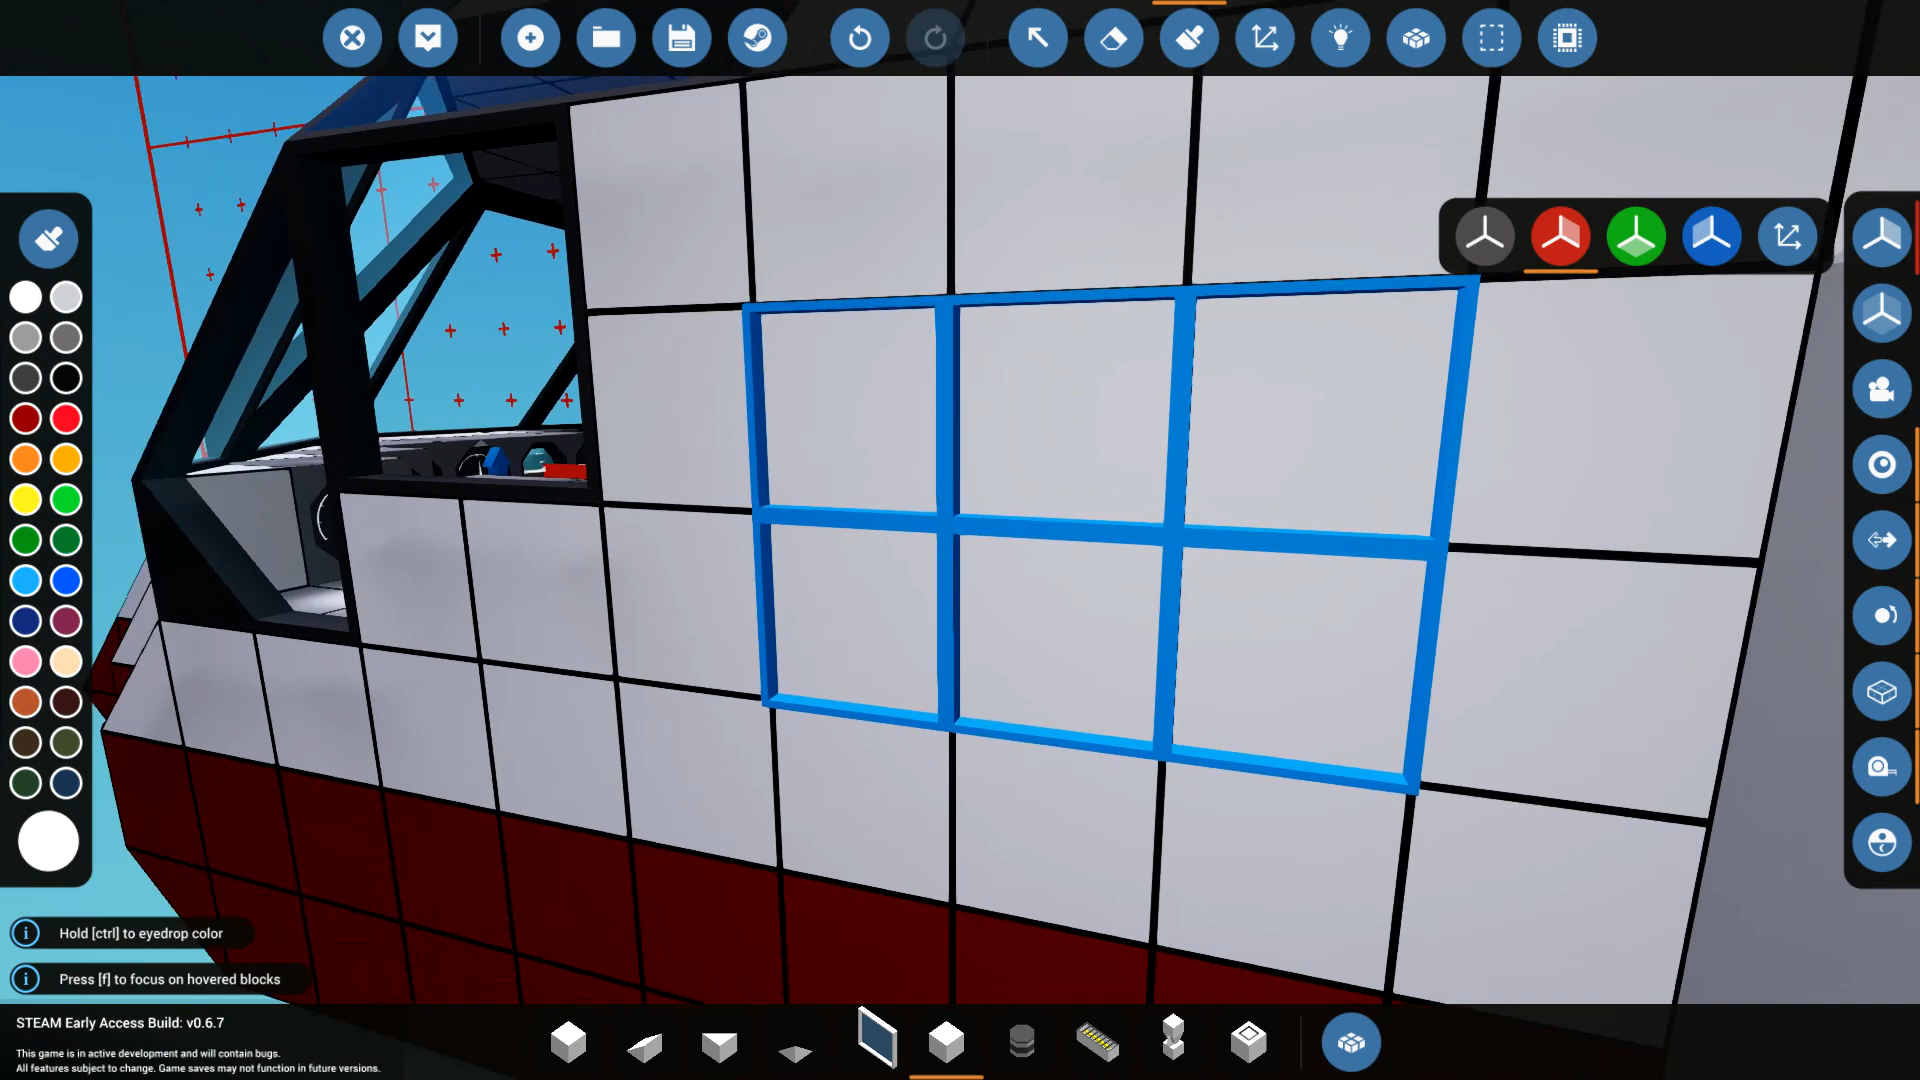 Hold [ctrl] to eyedrop color
Press [f] to focus on hovered blocks
STEAM Early Access Build: v0.6.7
This game is in active development and will contain bugs.
All features subject to change. Game saves may not function in future versions.